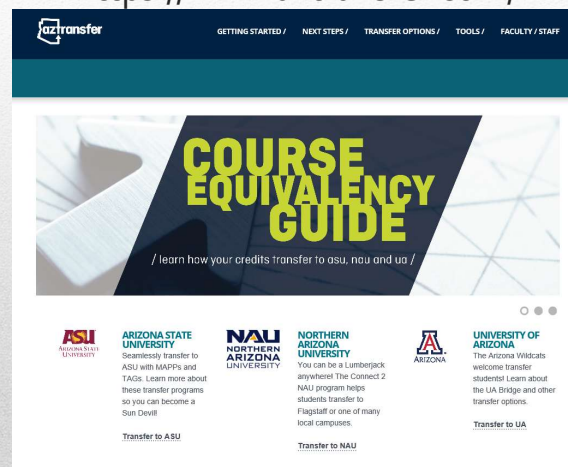 aztransfer
GETTING STARTED / NEXT STEPS / TRANSFER OPTIONS / TOOLS / FACULTY / STAFF
COURSE
EQUIVALENCY
GUIDE
/ learn how your credits transfer to asu, nau and ua /
ASU
ARIZONA STATE
UNIVERSITY
ARIZONA STATE
UNIVERSITY
Seamlessly transfer to
ASU with MAPPs and
TAGs. Learn more about
these transfer programs
so you can become a
Sun Devil!
Transfer to ASU
NAU
NORTHERN
ARIZONA
UNIVERSITY
NORTHERN
ARIZONA
UNIVERSITY
You can be a Lumberjack
anywhere! The Connect 2
NAU program helps
students transfer to
Flagstaff or one of many
local campuses.
Transfer to NAU
A
ARIZONA
UNIVERSITY OF
ARIZONA
The Arizona Wildcats
welcome transfer
students! Learn about
the UA Bridge and other
transfer options.
Transfer to UA